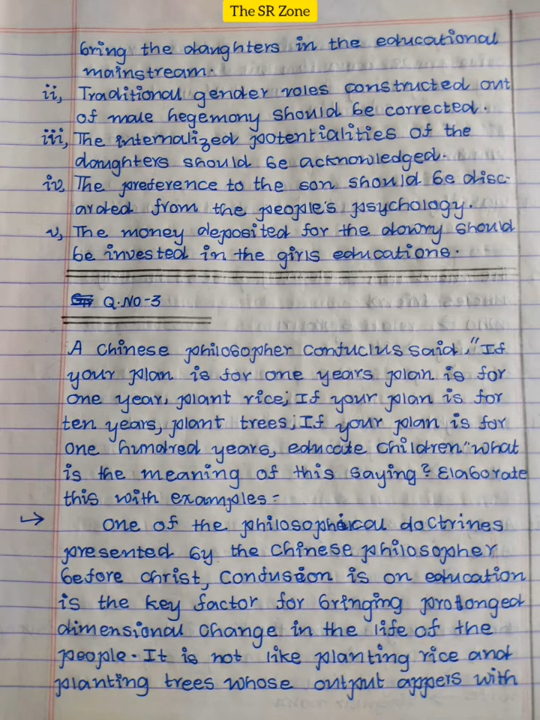 The SR Zone
bring the daughters in the educational
mainstream.
ii, Traditional gender roles constructed out
of male hegemony should be corrected.
iii, The internalized potentialities of the
daughters should be acknowledged.
iv. The preference to the son should be disc-
arded from the people's psychology.
v, The money deposited for the dowry should
be invested in the girls educations.
Q.NO-3
A Chinese philosopher Confucius said, "If
your plan is for one years plan is for
one year, plant rice; If your plan is for
ten years, plant trees; If your plan is for
one hundred years, educate children." what
is the meaning of this saying? Elaborate
this with examples =
→ One of the philosophical doctrines
presented by the Chinese philosopher
before christ, Confusion is on education
is the key factor for bringing prolonged
dimensional change in the life of the
people. It is not like planting rice and
planting trees whose output appers with